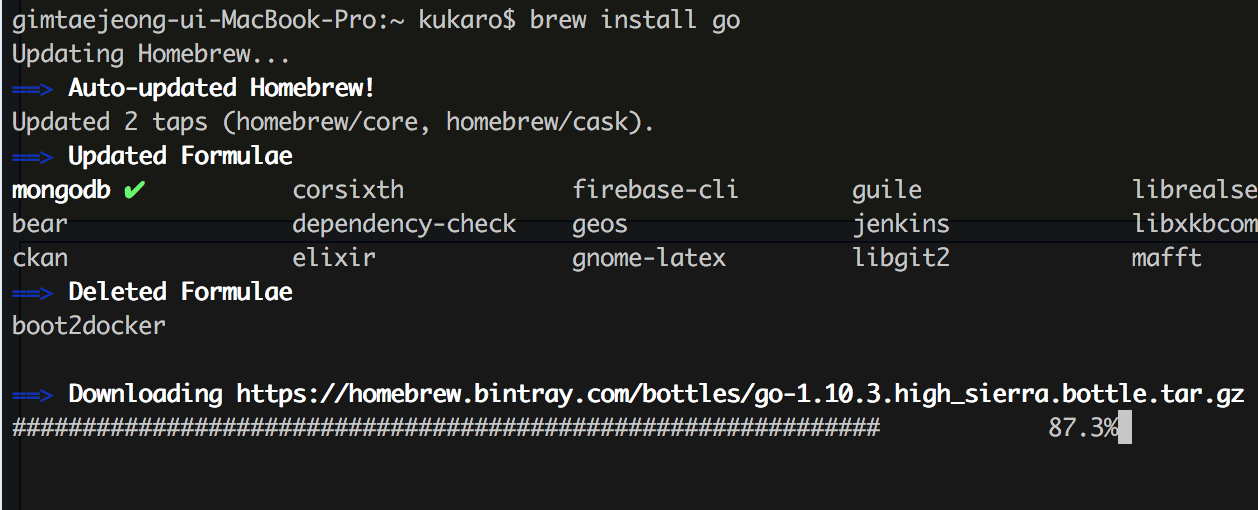 gimtaejeong-ui-MacBook-Pro:~ kukaro$ brew install go
Updating Homebrew...
==> Auto-updated Homebrew!
Updated 2 taps (homebrew/core, homebrew/cask).
==> Updated Formulae
mongodb ✔ corsixth firebase-cli guile librealse
bear dependency-check geos jenkins libxkbcom
ckan elixir gnome-latex libgit2 mafft
==> Deleted Formulae
boot2docker
==> Downloading https://homebrew.bintray.com/bottles/go-1.10.3.high_sierra.bottle.tar.gz
############################################################## 87.3%